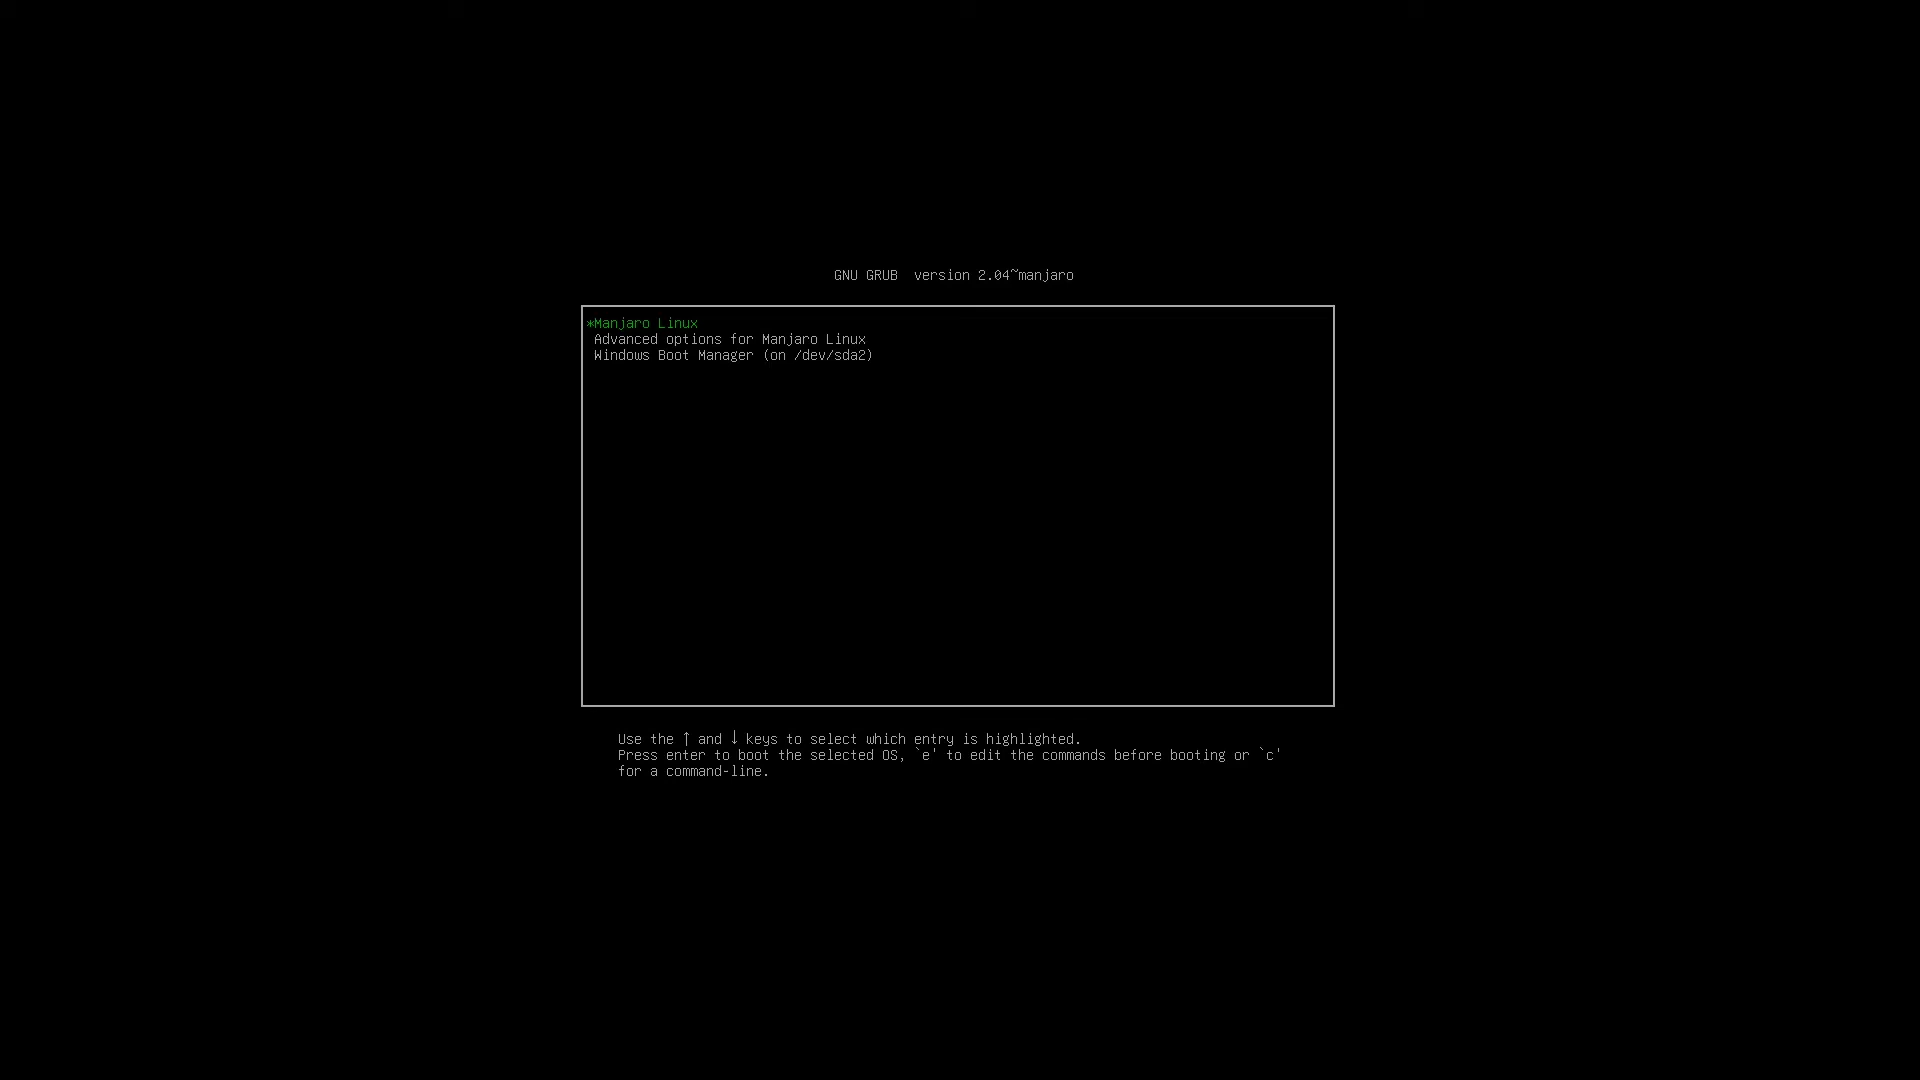 GNU GRUB  version 2.04~manjaro
*Manjaro Linux
Advanced options for Manjaro Linux
Windows Boot Manager (on /dev/sda2)
Use the ↑ and ↓ keys to select which entry is highlighted.
Press enter to boot the selected OS, `e' to edit the commands before booting or `c'
for a command-line.